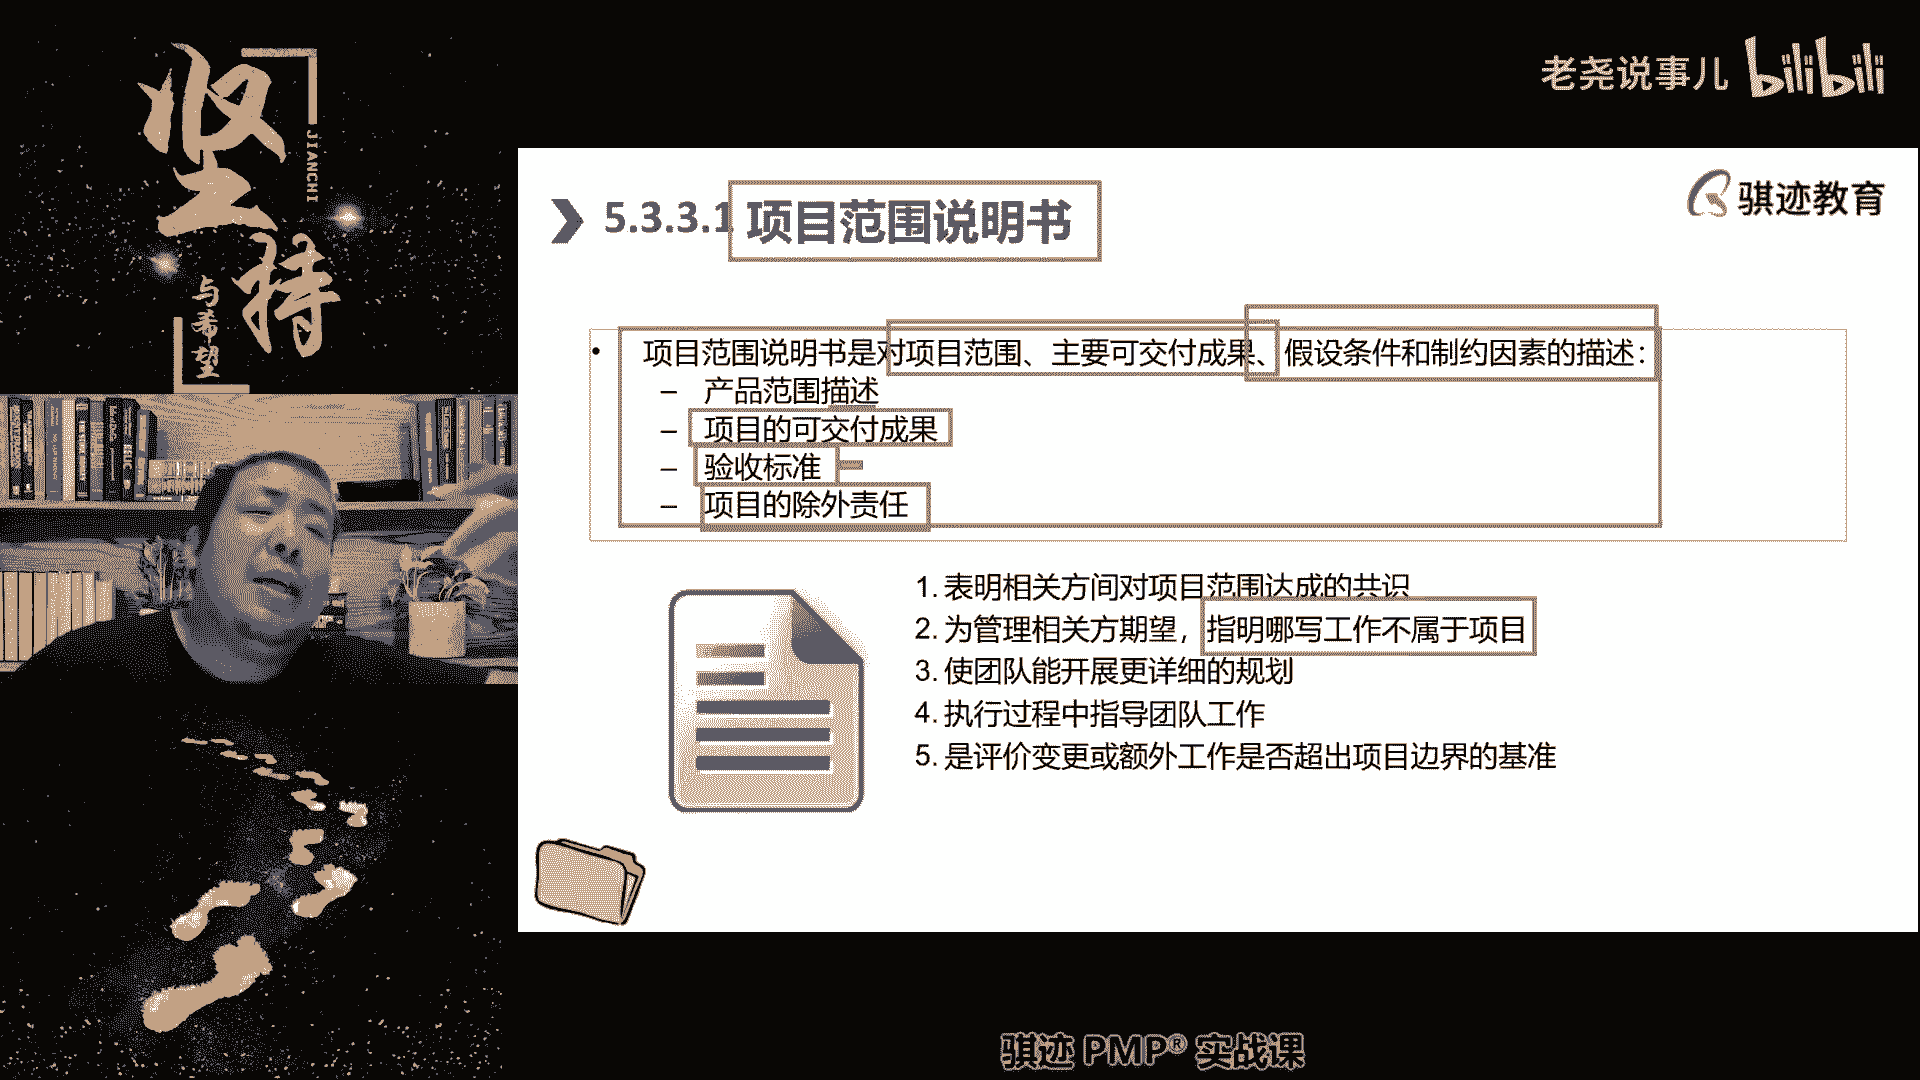 坚持
JIANCHI
与希望
老尧说事儿 bilibili
骐迹教育
5.3.3.1 项目范围说明书
• 项目范围说明书是对项目范围、主要可交付成果、假设条件和制约因素的描述：
– 产品范围描述
– 项目的可交付成果
– 验收标准
– 项目的除外责任
1. 表明相关方间对项目范围达成的共识
2. 为管理相关方期望，指明哪写工作不属于项目
3. 使团队能开展更详细的规划
4. 执行过程中指导团队工作
5. 是评价变更或额外工作是否超出项目边界的基准
骐迹 PMP® 实战课